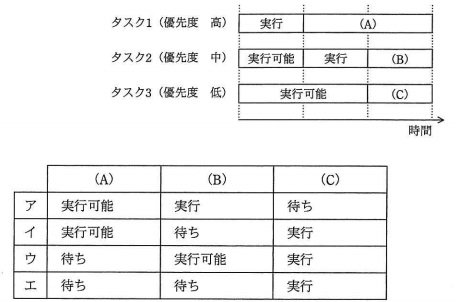 タスク1（優先度　高） 実行 （A）
タスク2（優先度　中） 実行可能 実行 （B）
タスク3（優先度　低） 実行可能 （C）
時間
（A） （B） （C）
ア 実行可能 実行 待ち
イ 実行可能 待ち 実行
ウ 待ち 実行可能 実行
エ 待ち 待ち 実行